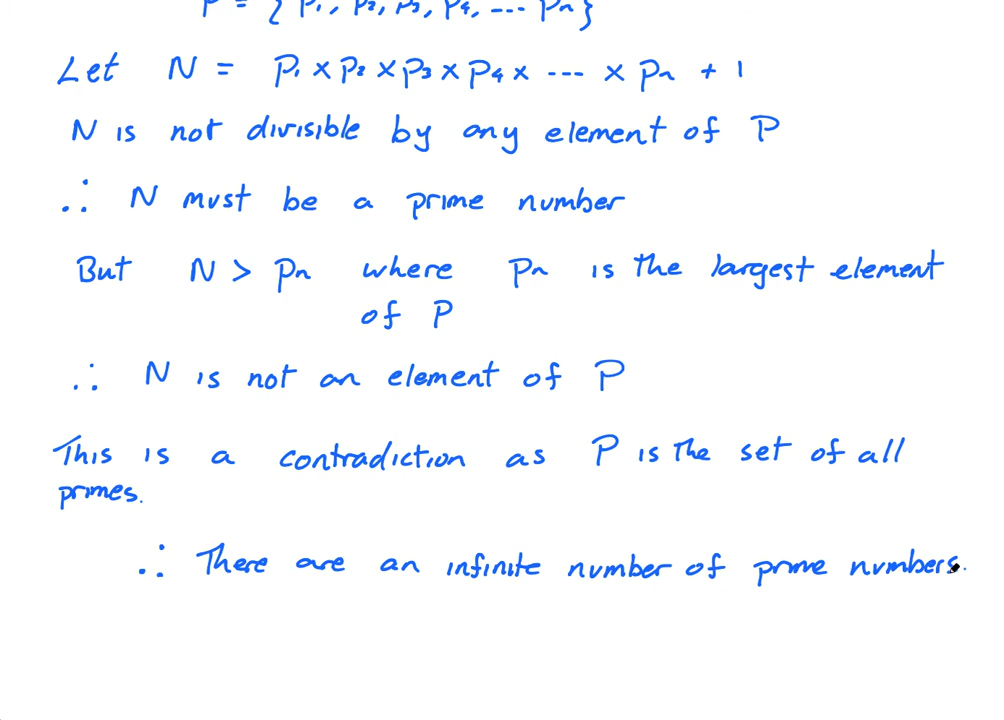 P = { P₁, P₂, P₃, P₄, --- Pn }
Let N = P₁ × P₂ × P₃ × P₄ × --- × Pn + 1
N is not divisible by any element of P
∴ N must be a prime number
But N > Pn where Pn is the largest element
of P
∴ N is not an element of P
This is a contradiction as P is the set of all
primes.
∴ There are an infinite number of prime numbers.